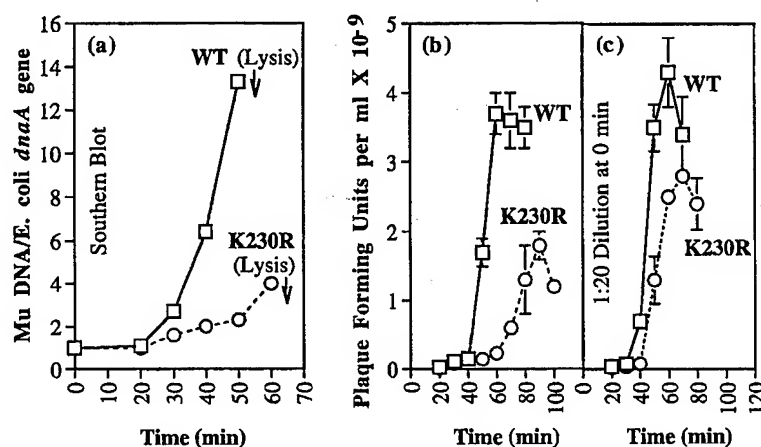 (a)
WT (Lysis)
K230R
(Lysis)
Southern Blot
Mu DNA/E. coli dnaA gene
16
14
12
10
8
6
4
2
0
0 10 20 30 40 50 60 70
Time (min)
(b)
WT
K230R
Plaque Forming Units per ml X 10-9
5
4
3
2
1
0
0 20 40 60 80 100
Time (min)
(c)
WT
K230R
1:20 Dilution at 0 min
0 20 40 60 80 100 120
Time (min)